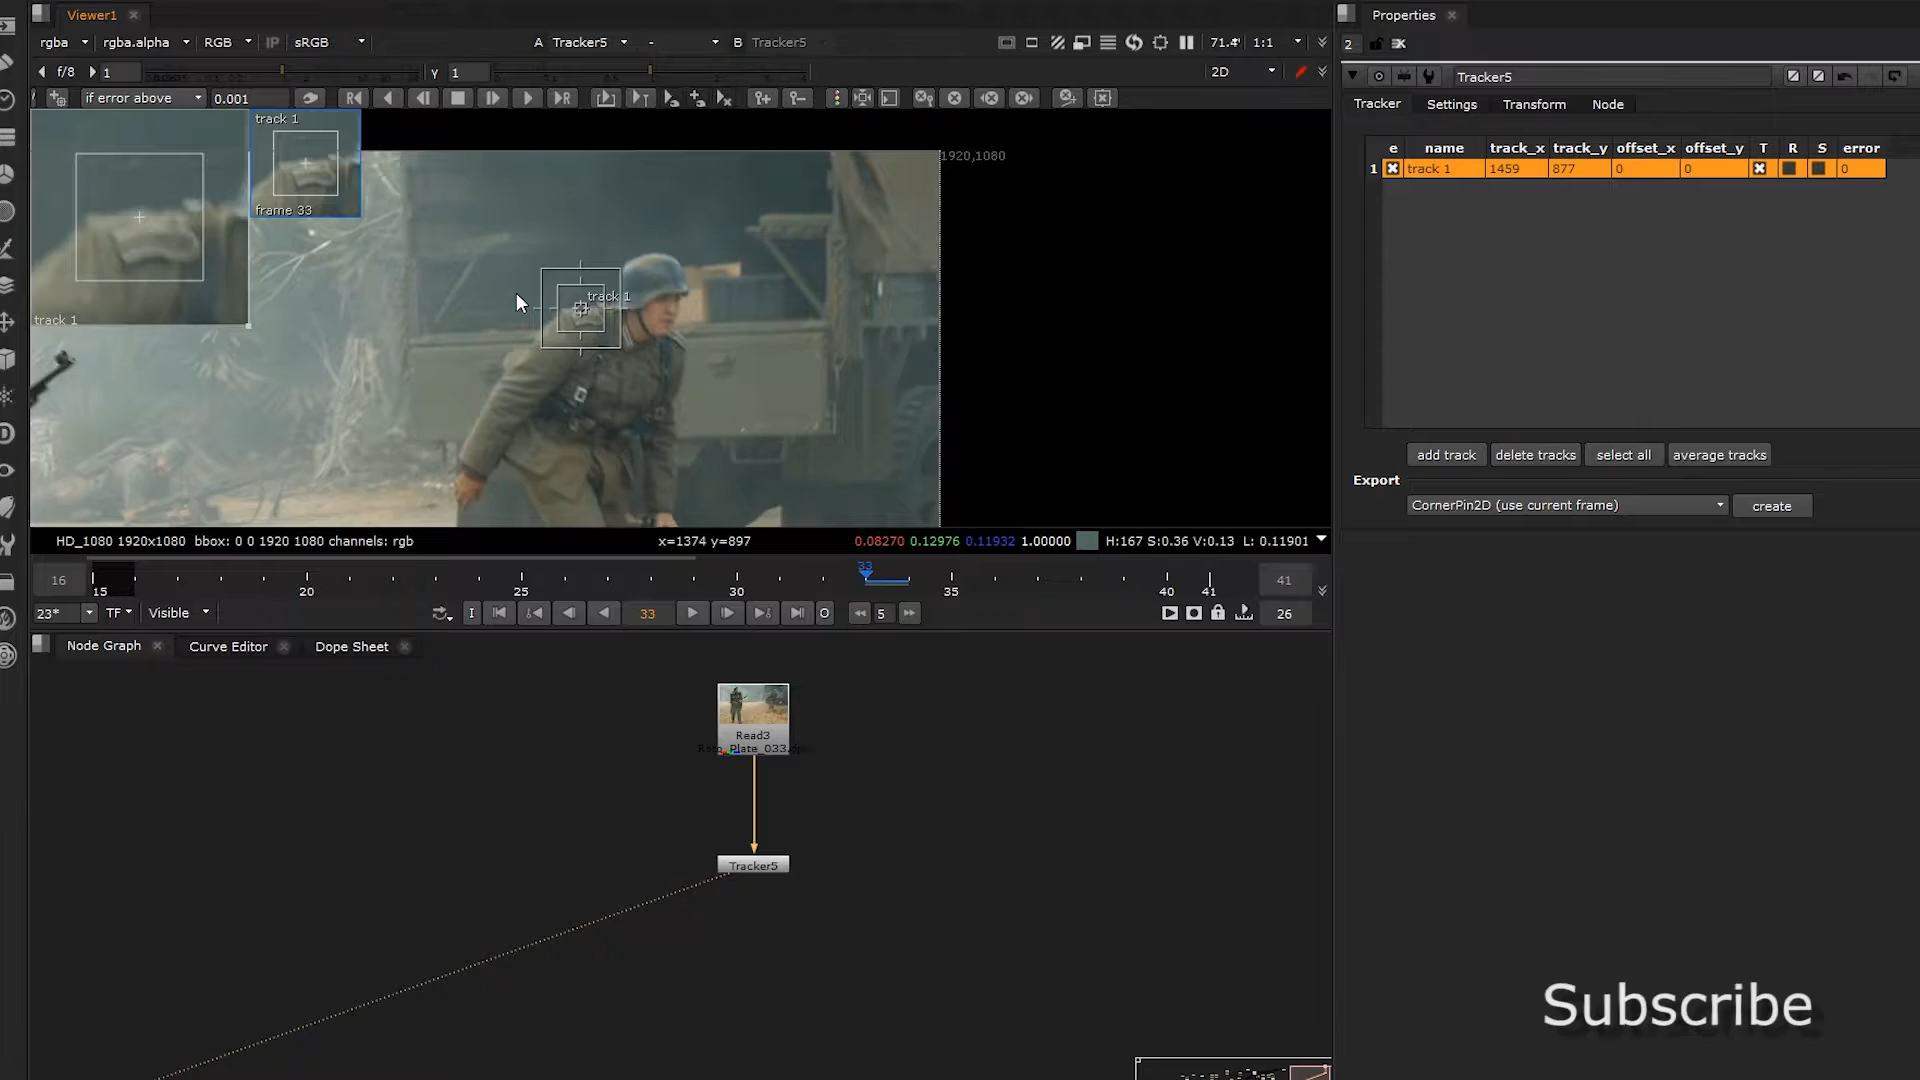 Viewer1
Properties
rgba
rgba.alpha
RGB
IP
sRGB
A Tracker5
-
B Tracker5
71.4
1:1
2
f/8
1
Y 1
2D
Tracker5
if error above
0.001
Tracker
Settings
Transform
Node
track 1
frame 33
track 1
track 1
1920,1080
e name track_x track_y offset_x offset_y T R S error
1 track 1 1459 877 0 0 0
add track
delete tracks
select all
average tracks
Export
CornerPin2D (use current frame)
create
HD_1080 1920x1080 bbox: 0 0 1920 1080 channels: rgb
x=1374 y=897
0.08270 0.12976 0.11932 1.00000
H:167 S:0.36 V:0.13 L: 0.11901
16
33
41
15 20 25 30 35 40 41
23*
TF
Visible
I
33
O
5
26
Node Graph
Curve Editor
Dope Sheet
Read3
Tracker5
Subscribe